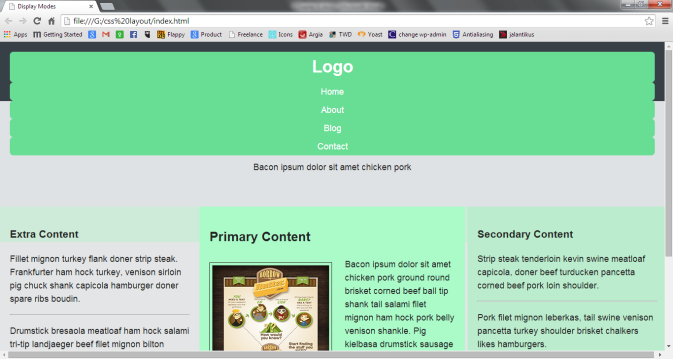 Display Modes
file:///G:/css%20layout/index.html
Apps Getting Started Flappy Product Freelance Icons Argia TWD Yoast change wp-admin Antialiasing jalantikus
Logo
Home
About
Blog
Contact
Bacon ipsum dolor sit amet chicken pork
Extra Content
Fillet mignon turkey flank doner strip steak.
Frankfurter ham hock turkey, venison sirloin
pig chuck shank capicola hamburger doner
spare ribs boudin.
Drumstick bresaola meatloaf ham hock salami
tri-tip landjaeger beef filet mignon bilton
Primary Content
Bacon ipsum dolor sit amet
chicken pork ground round
brisket corned beef ball tip
shank tail salami filet
mignon ham hock pork belly
venison shankle. Pig
kielbasa drumstick sausage
Secondary Content
Strip steak tenderloin kevin swine meatloaf
capicola, doner beef turducken pancetta
corned beef pork loin shoulder.
Pork filet mignon leberkas, tail swine venison
pancetta turkey shoulder brisket chalkers
likes hamburgers.